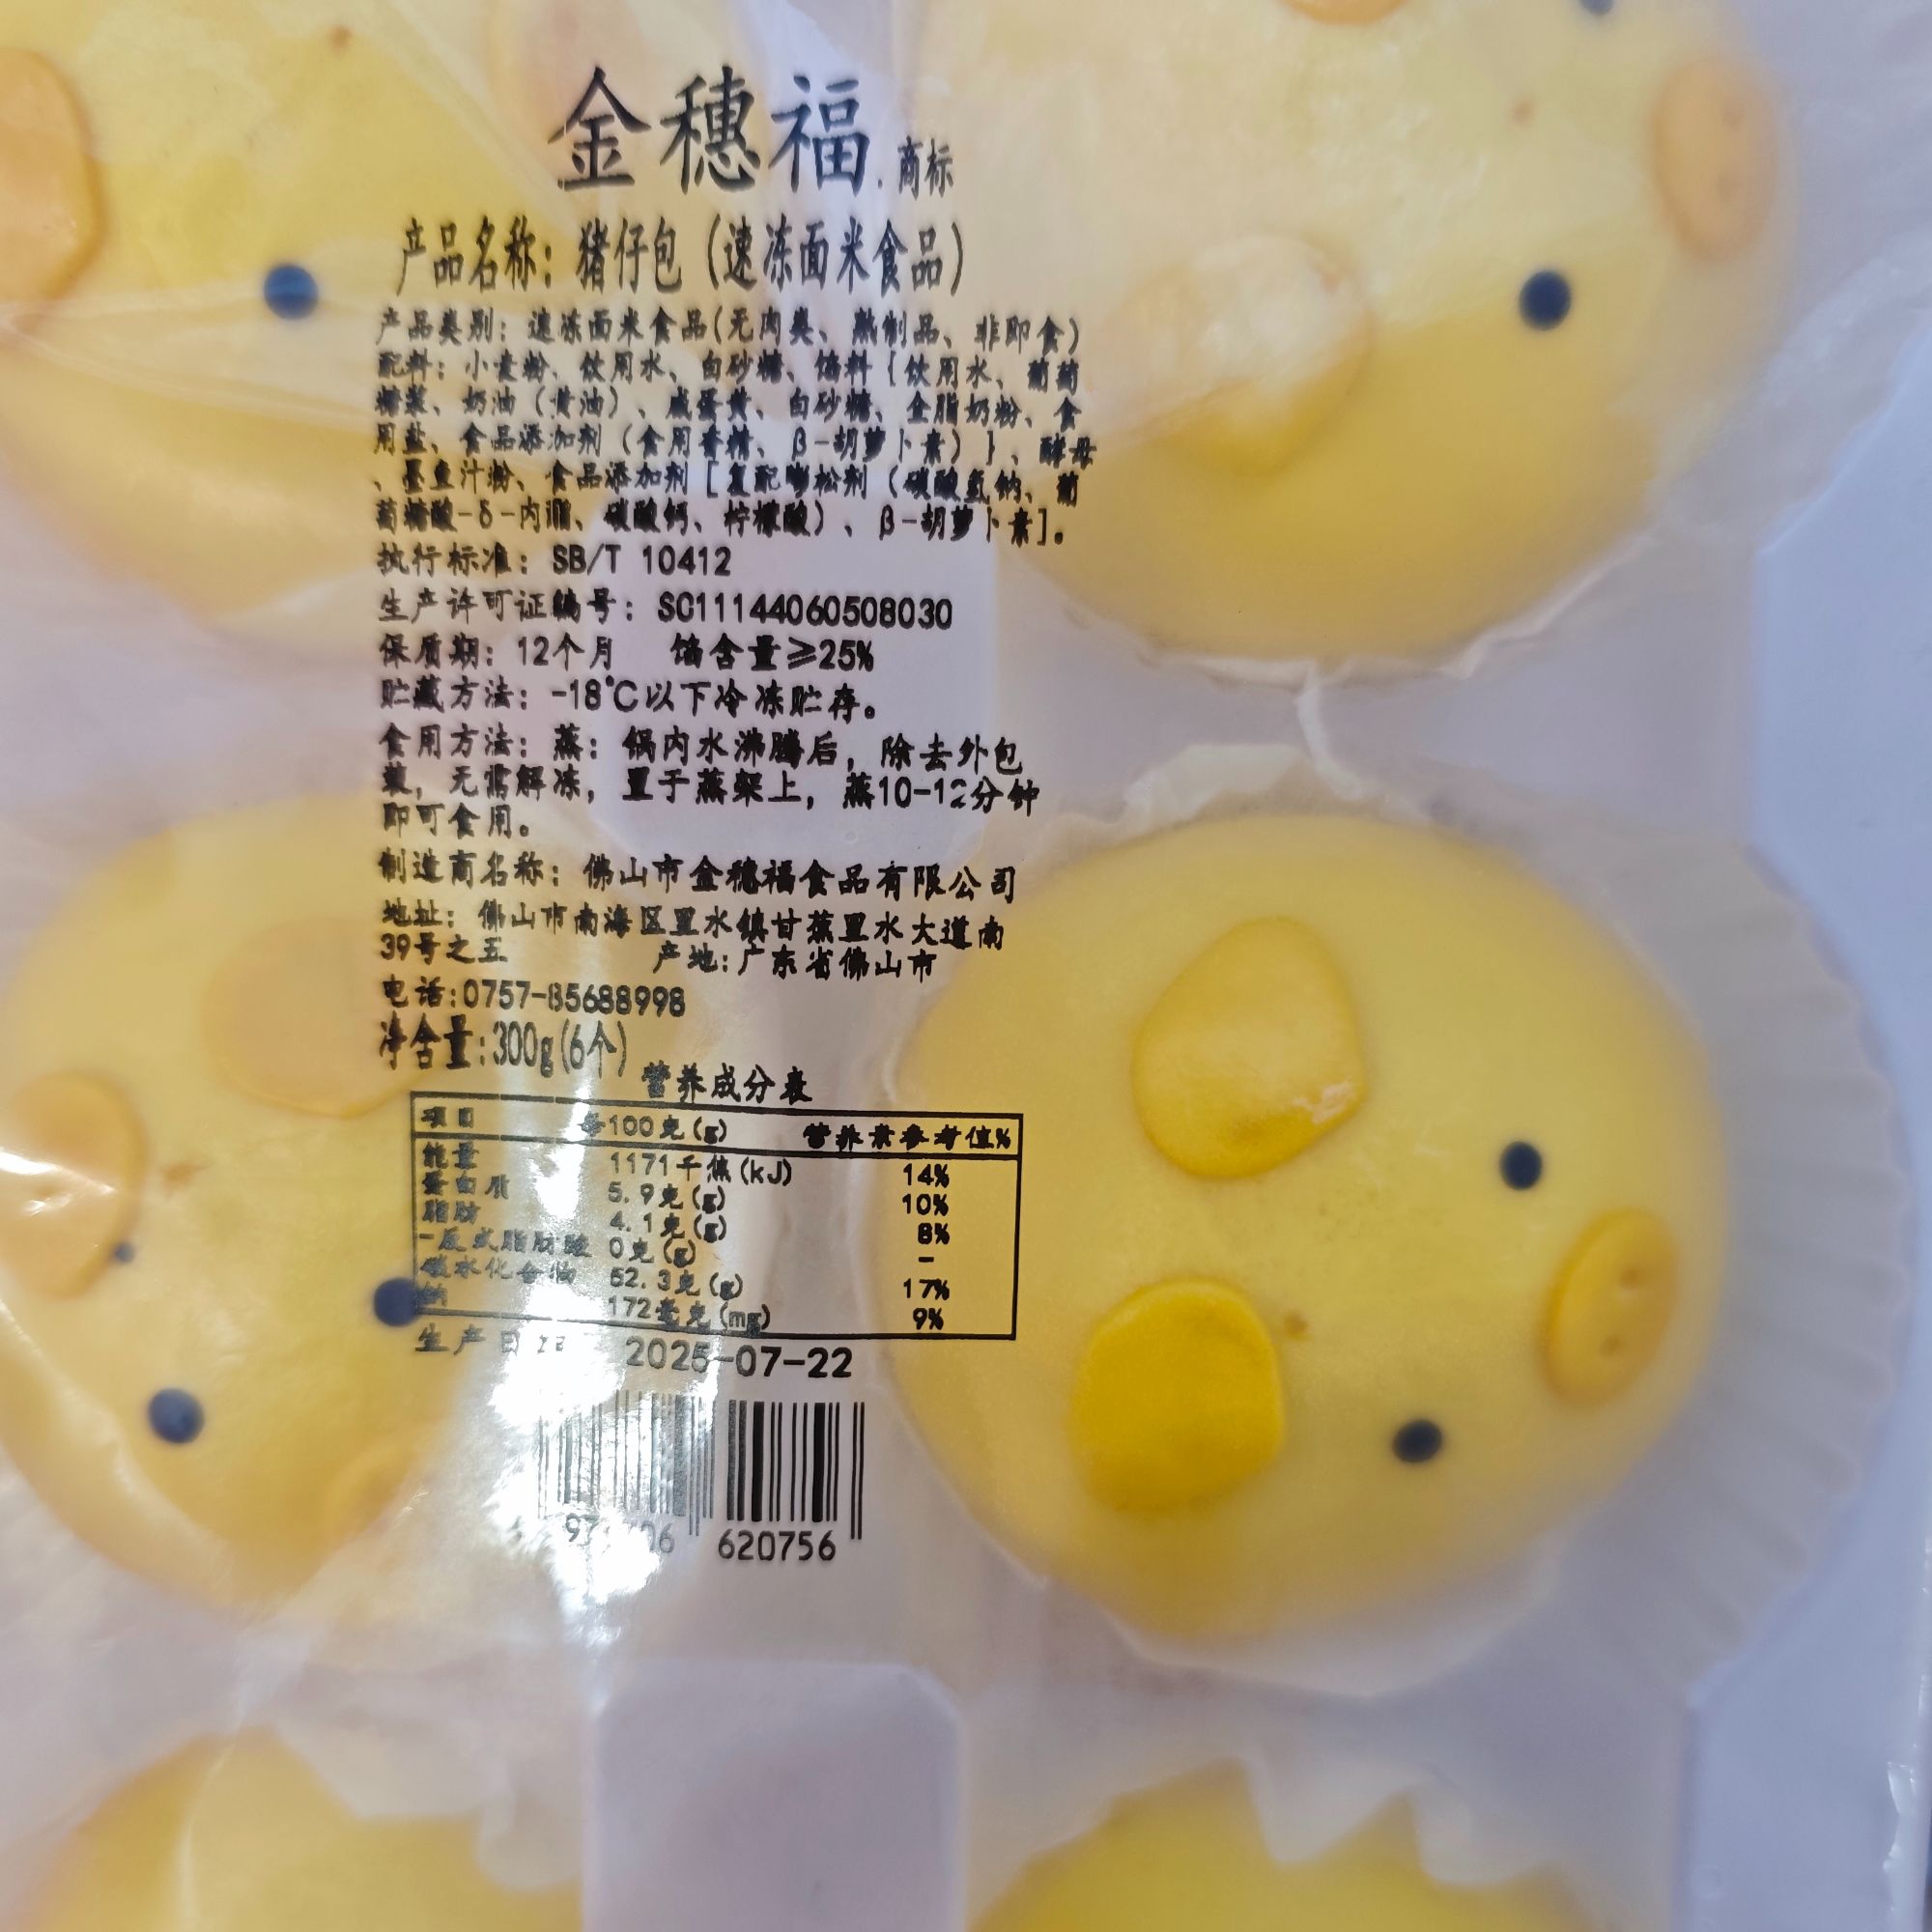 金穗福.商标
产品名称：猪仔包（速冻面米食品）
产品类别：速冻面米食品(无肉类、熟制品、非即食)
配料：小麦粉、饮用水、白砂糖、馅料{饮用水、葡萄
糖浆、奶油（黄油）、咸蛋黄、白砂糖、全脂奶粉、食
用盐、食品添加剂（食用香精、β-胡萝卜素）}、酵母
、墨鱼汁粉、食品添加剂[复配膨松剂（碳酸氢钠、葡
萄糖酸-δ-内酯、碳酸钙、柠檬酸）、β-胡萝卜素]。
执行标准：SB/T 10412
生产许可证编号：SC11144060508030
保质期：12个月 馅含量≥25%
贮藏方法：-18℃以下冷冻贮存。
食用方法：蒸：锅内水沸腾后，除去外包
装，无需解冻，置于蒸架上，蒸10-12分钟
即可食用。
制造商名称：佛山市金穗福食品有限公司
地址：佛山市南海区里水镇甘蕉里水大道南
39号之五 产地:广东省佛山市
电话:0757-85688998
净含量:300g(6个)
营养成分表
项目 每100克(g) 营养素参考值%
能量 1171千焦(kJ) 14%
蛋白质 5.9克(g) 10%
脂肪 4.1克(g) 8%
-反式脂肪酸 0克(g) -
碳水化合物 52.3克(g) 17%
钠 172毫克(mg) 9%
生产日期 2025-07-22
620756